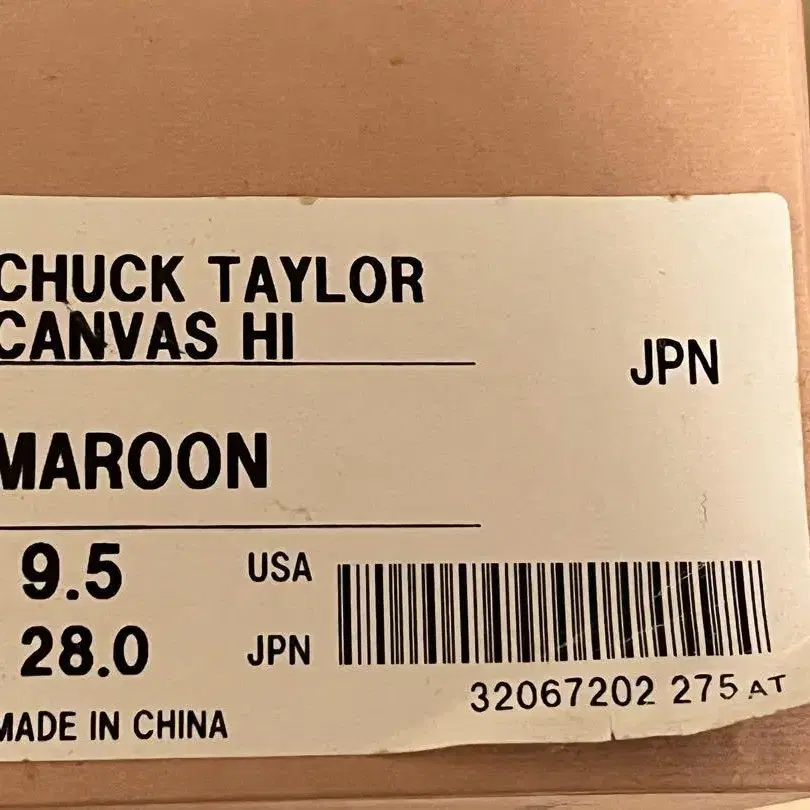 CHUCK TAYLOR
CANVAS HI
JPN
MAROON
9.5 USA
28.0 JPN
32067202 275 AT
MADE IN CHINA